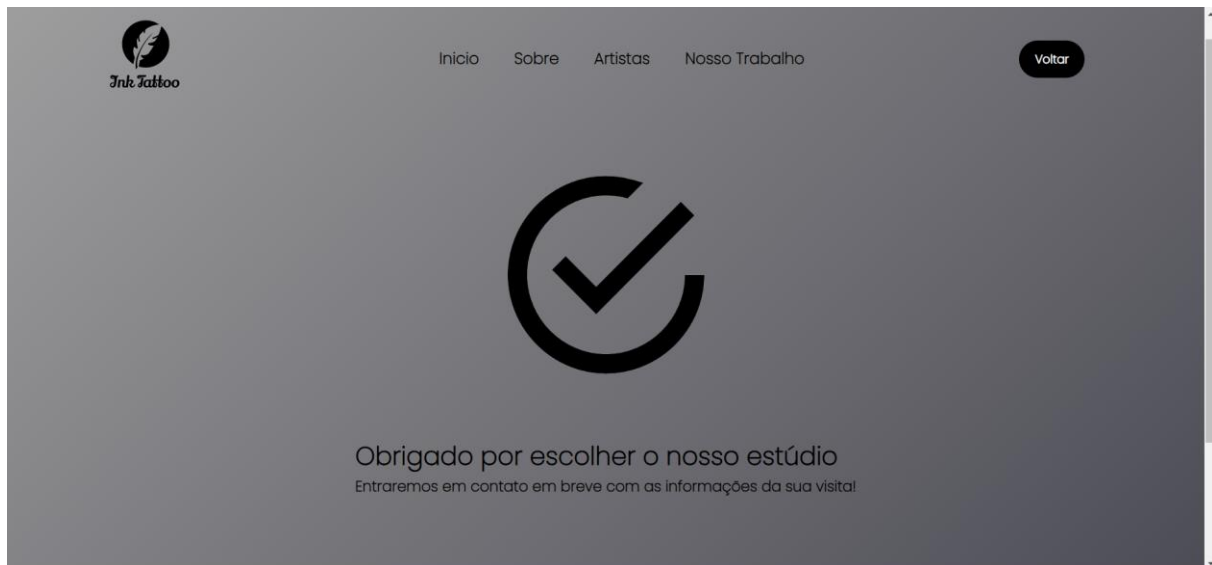 Ink Tattoo
Inicio Sobre Artistas Nosso Trabalho
Voltar
Obrigado por escolher o nosso estúdio
Entraremos em contato em breve com as informações da sua visita!